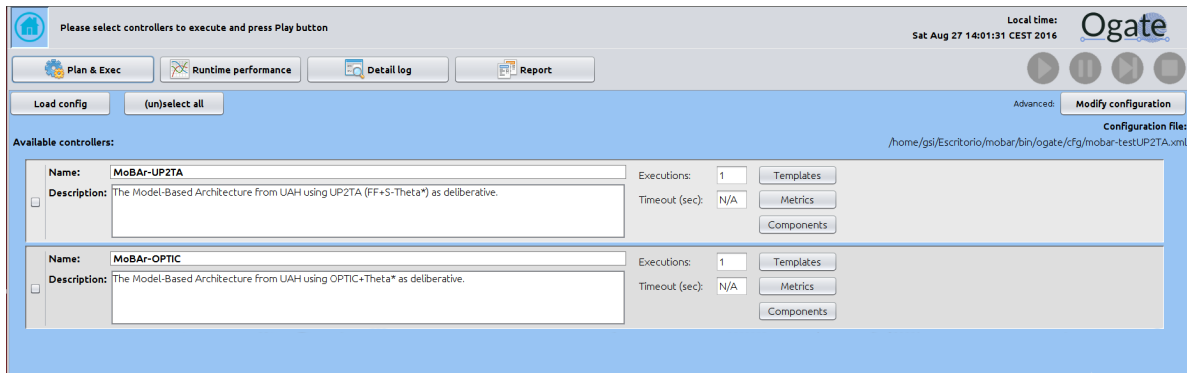 Please select controllers to execute and press Play button
Local time:
Sat Aug 27 14:01:31 CEST 2016
Ogate
Plan & Exec
Runtime performance
Detail log
Report
Load config
(un)select all
Advanced:
Modify configuration
Configuration file:
Available controllers:
/home/gsi/Escritorio/mobar/bin/ogate/cfg/mobar-testUP2TA.xml
Name:
MoBAr-UP2TA
Executions:
1
Templates
Description:
The Model-Based Architecture from UAH using UP2TA (FF+S-Theta*) as deliberative.
Timeout (sec):
N/A
Metrics
Components
Name:
MoBAr-OPTIC
Executions:
1
Templates
Description:
The Model-Based Architecture from UAH using OPTIC+Theta* as deliberative.
Timeout (sec):
N/A
Metrics
Components